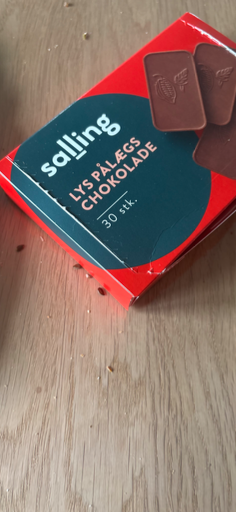 salling
LYS PÅLÆGS
CHOKOLADE
30 stk.